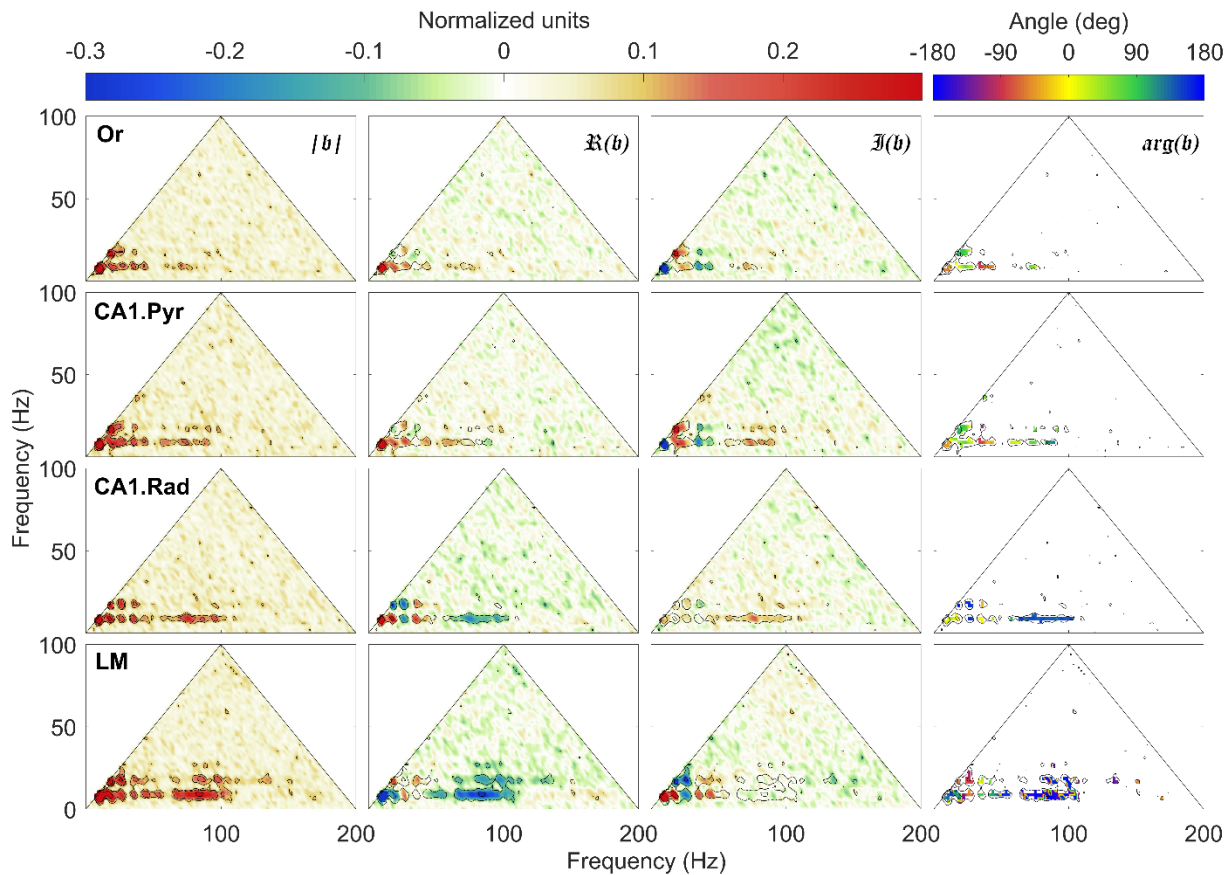 Normalized units
Angle (deg)
-0.3 -0.2 -0.1 0 0.1 0.2 -180 -90 0 90 180
100 Or |b| ℜ(b) ℑ(b) arg(b)
50
100 CA1.Pyr
50
Frequency (Hz)
100 CA1.Rad
50
100 LM
50
0
100 200 100 200 100 200 100 200
Frequency (Hz)